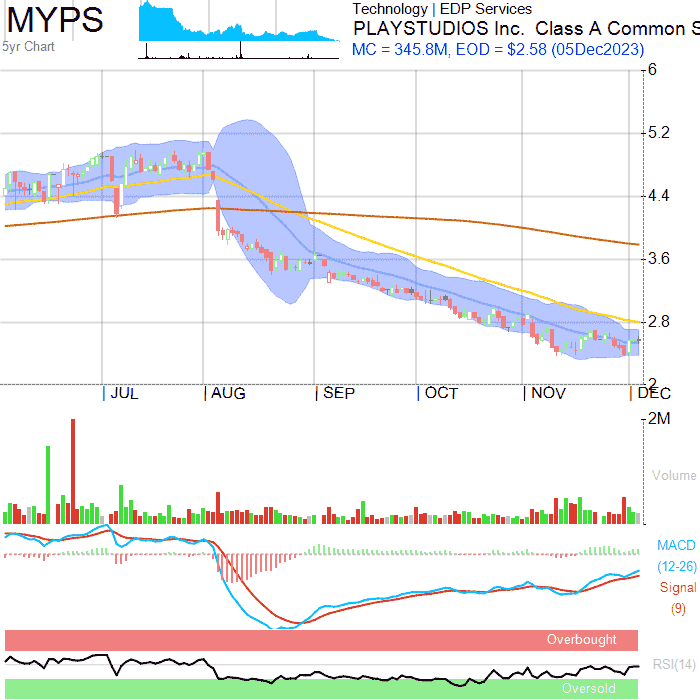 MYPS
5yr Chart
Technology | EDP Services
PLAYSTUDIOS Inc. Class A Common S
MC = 345.8M, EOD = $2.58 (05Dec2023)
6
5.2
4.4
3.6
2.8
2
JUL AUG SEP OCT NOV DEC
2M
Volume
MACD
(12-26)
Signal
(9)
Overbought
RSI(14)
Oversold